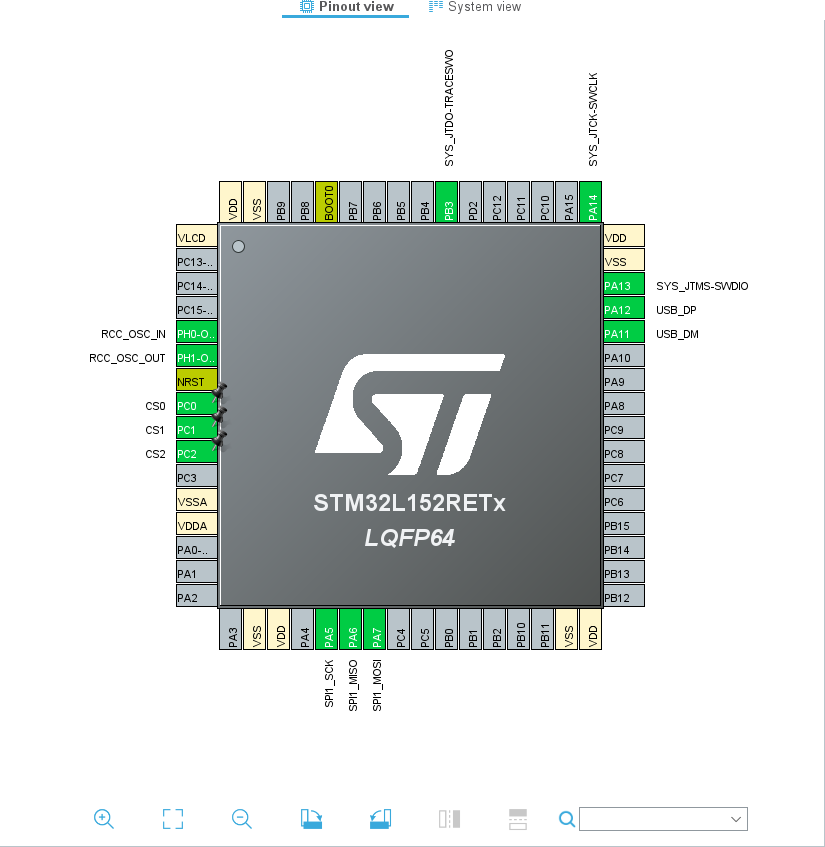 Pinout view
System view
SYS_JTDO-TRACESWO
SYS_JTCK-SWCLK
VDD
VSS
PB9
PB8
BOOT0
PB7
PB6
PB5
PB4
PB3
PD2
PC12
PC11
PC10
PA15
PA14
VLCD
PC13-..
PC14-..
PC15-..
RCC_OSC_IN PH0-O..
RCC_OSC_OUT PH1-O..
NRST
CS0 PC0
CS1 PC1
CS2 PC2
PC3
VSSA
VDDA
PA0-..
PA1
PA2
ST
STM32L152RETx
LQFP64
VDD
VSS
PA13 SYS_JTMS-SWDIO
PA12 USB_DP
PA11 USB_DM
PA10
PA9
PA8
PC9
PC8
PC7
PC6
PB15
PB14
PB13
PB12
PA3
VSS
VDD
PA4
PA5
PA6
PA7
PC4
PC5
PB0
PB1
PB2
PB10
PB11
VSS
VDD
SPI1_SCK
SPI1_MISO
SPI1_MOSI